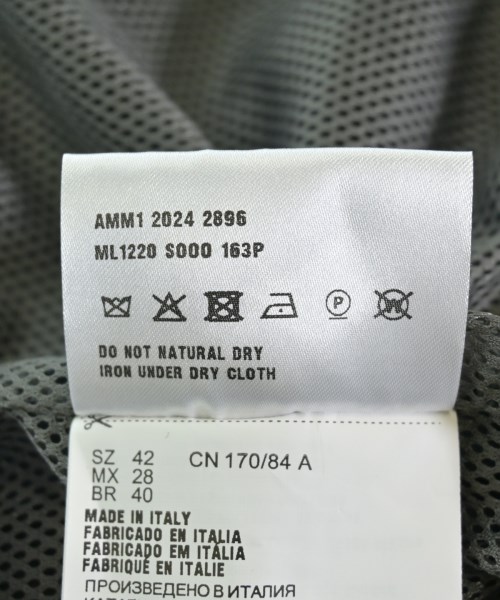 AMM1 2024 2896
ML1220 S000 163P
P
W
DO NOT NATURAL DRY
IRON UNDER DRY CLOTH
SZ 42 CN 170/84 A
MX 28
BR 40
MADE IN ITALY
FABRICADO EN ITALIA
FABRICADO EM ITÁLIA
FABRIQUÉ EN ITALIE
ПРОИЗВЕДЕНО В ИТАЛИЯ